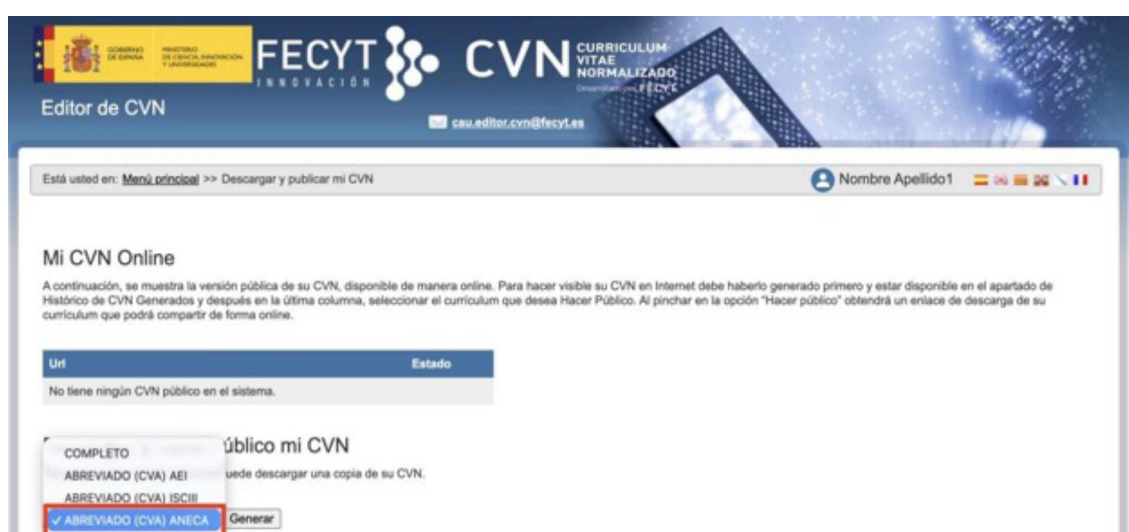 GOBIERNO
DE ESPAÑA
MINISTERIO
DE CIENCIA, INNOVACIÓN
Y UNIVERSIDADES
FECYT
INNOVACIÓN
CVN
CURRICULUM
VITAE
NORMALIZADO
FECYT
Editor de CVN
cau.editor.cvn@fecyt.es
Está usted en: Menú principal >> Descargar y publicar mi CVN
Nombre Apellido1
Mi CVN Online
A continuación, se muestra la versión pública de su CVN, disponible de manera online. Para hacer visible su CVN en Internet debe haberlo generado primero y estar disponible en el apartado de
Histórico de CVN Generados y después en la última columna, seleccionar el currículum que desea Hacer Público. Al pinchar en la opción "Hacer público" obtendrá un enlace de descarga de su
currículum que podrá compartir de forma online.
Url Estado
No tiene ningún CVN público en el sistema.
úblico mi CVN
COMPLETO
ABREVIADO (CVA) AEI
uede descargar una copia de su CVN.
ABREVIADO (CVA) ISCIII
✓ ABREVIADO (CVA) ANECA
Generar